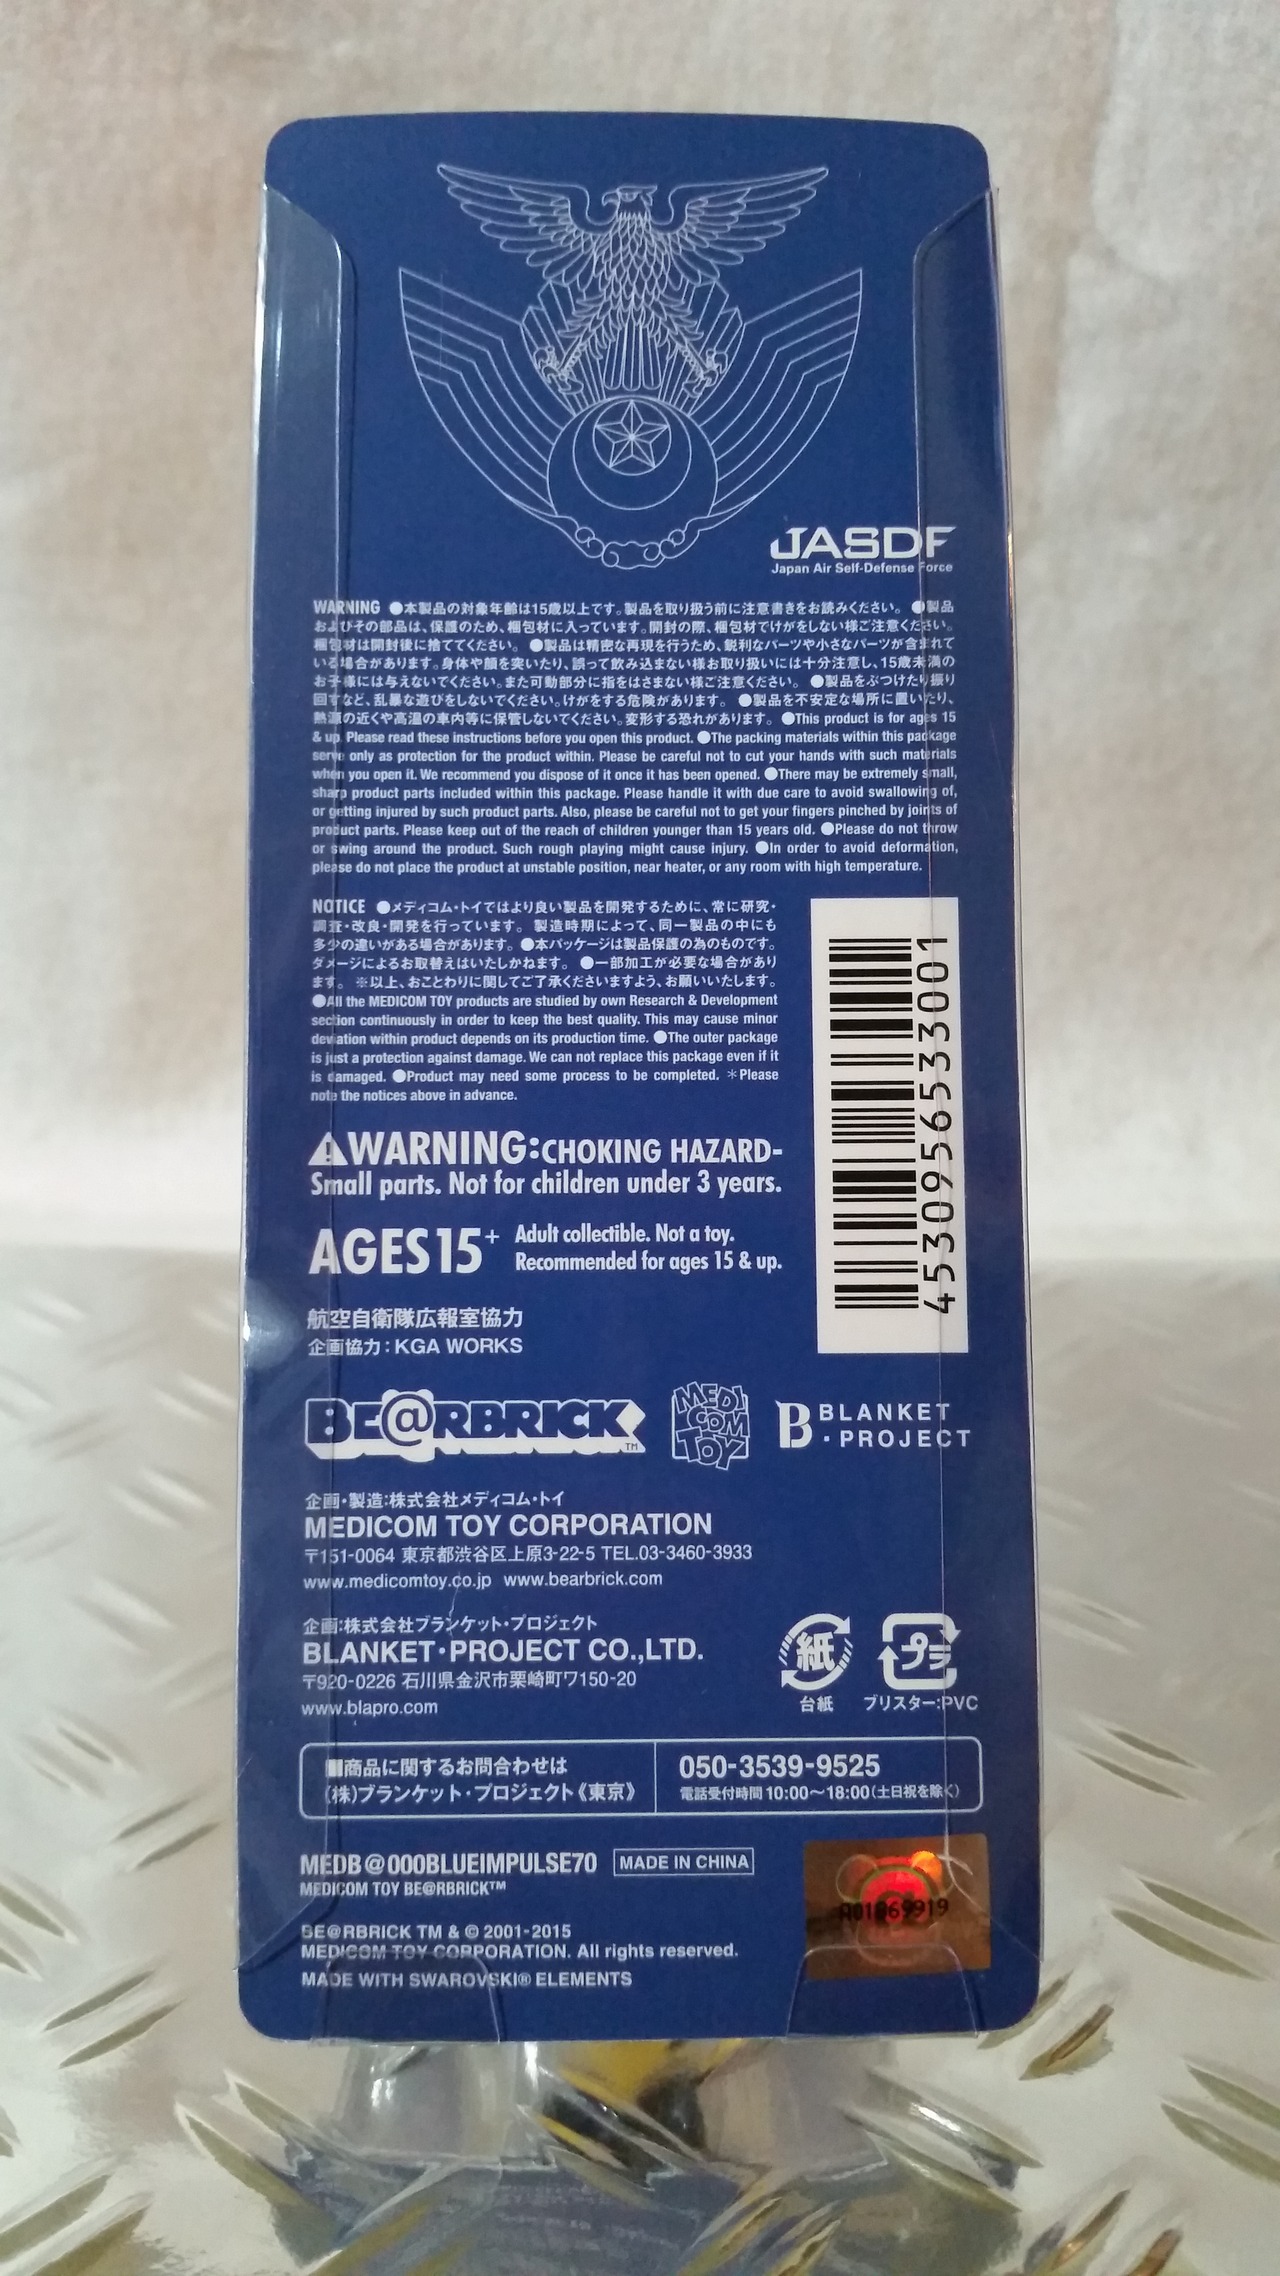 JASDF
Japan Air Self-Defense Force
WARNING ●本製品の対象年齢は15歳以上です。製品を取り扱う前に注意書きをお読みください。 ●製品
およびその部品は、保護のため、梱包材に入っています。開封の際、梱包材でけがをしない様ご注意ください。
梱包材は開封後に捨ててください。 ●製品は精密な再現を行うため、鋭利なパーツや小さなパーツが含まれて
いる場合があります。身体や顔を突いたり、誤って飲み込まない様お取り扱いには十分注意し、15歳未満の
お子様には与えないでください。また可動部分に指をはさまない様ご注意ください。 ●製品をぶつけたり振り
回すなど、乱暴な遊びをしないでください。けがをする危険があります。 ●製品を不安定な場所に置いたり、
熱源の近くや高温の車内等に保管しないでください。変形する恐れがあります。 ●This product is for ages 15
& up. Please read these instructions before you open this product. ●The packing materials within this package
serve only as protection for the product within. Please be careful not to cut your hands with such materials
when you open it. We recommend you dispose of it once it has been opened. ●There may be extremely small,
sharp product parts included within this package. Please handle it with due care to avoid swallowing of,
or getting injured by such product parts. Also, please be careful not to get your fingers pinched by joints of
product parts. Please keep out of the reach of children younger than 15 years old. ●Please do not throw
or swing around the product. Such rough playing might cause injury. ●In order to avoid deformation,
please do not place the product at unstable position, near heater, or any room with high temperature.
NOTICE ●メディコム・トイではより良い製品を開発するために、常に研究・
調査・改良・開発を行っています。 製造時期によって、同一製品の中にも
多少の違いがある場合があります。●本パッケージは製品保護の為のものです。
ダメージによるお取替えはいたしかねます。 ●一部加工が必要な場合があり
ます。 ※以上、おことわりに関してご了承くださいますよう、お願いいたします。
●All the MEDICOM TOY products are studied by own Research & Development
section continuously in order to keep the best quality. This may cause minor
deviation within product depends on its production time. ●The outer package
is just a protection against damage. We can not replace this package even if it
is damaged. ●Product may need some process to be completed. ＊Please
note the notices above in advance.
4530956533001
⚠WARNING:CHOKING HAZARD-
Small parts. Not for children under 3 years.
AGES15+ Adult collectible. Not a toy.
Recommended for ages 15 & up.
航空自衛隊広報室協力
企画協力：KGA WORKS
BE@RBRICK™
MEDICOM TOY
B BLANKET
・PROJECT
企画・製造:株式会社メディコム・トイ
MEDICOM TOY CORPORATION
〒151-0064 東京都渋谷区上原3-22-5 TEL.03-3460-3933
www.medicomtoy.co.jp www.bearbrick.com
企画:株式会社ブランケット・プロジェクト
BLANKET・PROJECT CO.,LTD.
〒920-0226 石川県金沢市粟崎町ワ150-20
www.blapro.com
紙 プラ
台紙 ブリスター:PVC
■商品に関するお問合わせは
(株)ブランケット・プロジェクト《東京》
050-3539-9525
電話受付時間 10:00〜18:00(土日祝を除く)
MEDB@000BLUEIMPULSE70 MADE IN CHINA
MEDICOM TOY BE@RBRICK™
A01069919
BE@RBRICK TM & © 2001-2015
MEDICOM TOY CORPORATION. All rights reserved.
MADE WITH SWAROVSKI® ELEMENTS